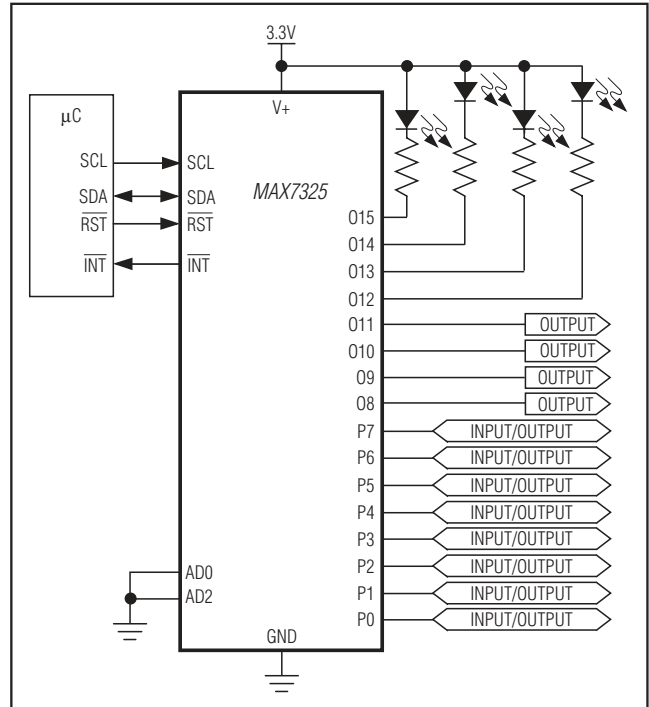 3.3V
V+
μC
SCL
SDA
RST
INT
SCL
SDA
RST
INT
MAX7325
O15
O14
O13
O12
O11 OUTPUT
O10 OUTPUT
O9 OUTPUT
O8 OUTPUT
P7 INPUT/OUTPUT
P6 INPUT/OUTPUT
P5 INPUT/OUTPUT
P4 INPUT/OUTPUT
P3 INPUT/OUTPUT
P2 INPUT/OUTPUT
P1 INPUT/OUTPUT
P0 INPUT/OUTPUT
AD0
AD2
GND